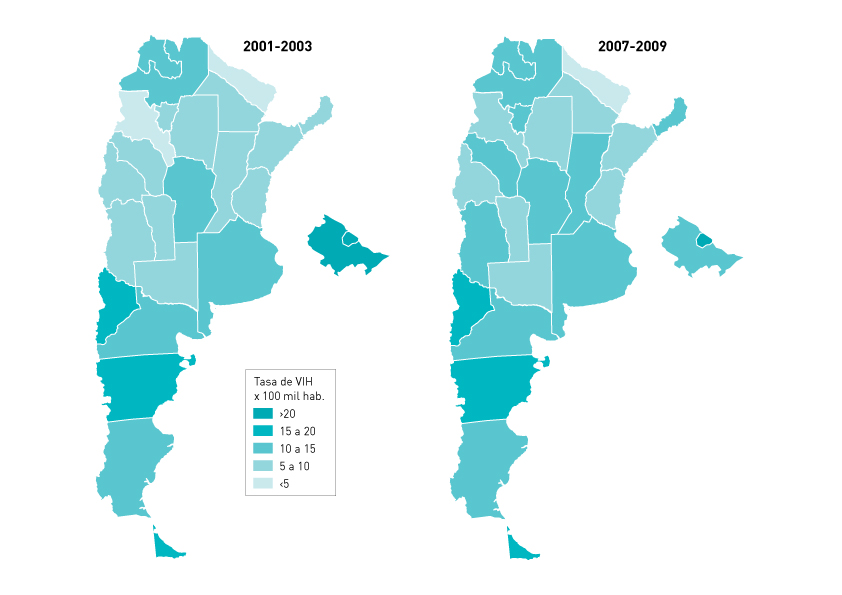 2001-2003
2007-2009
Tasa de VIH
x 100 mil hab.
>20
15 a 20
10 a 15
5 a 10
<5